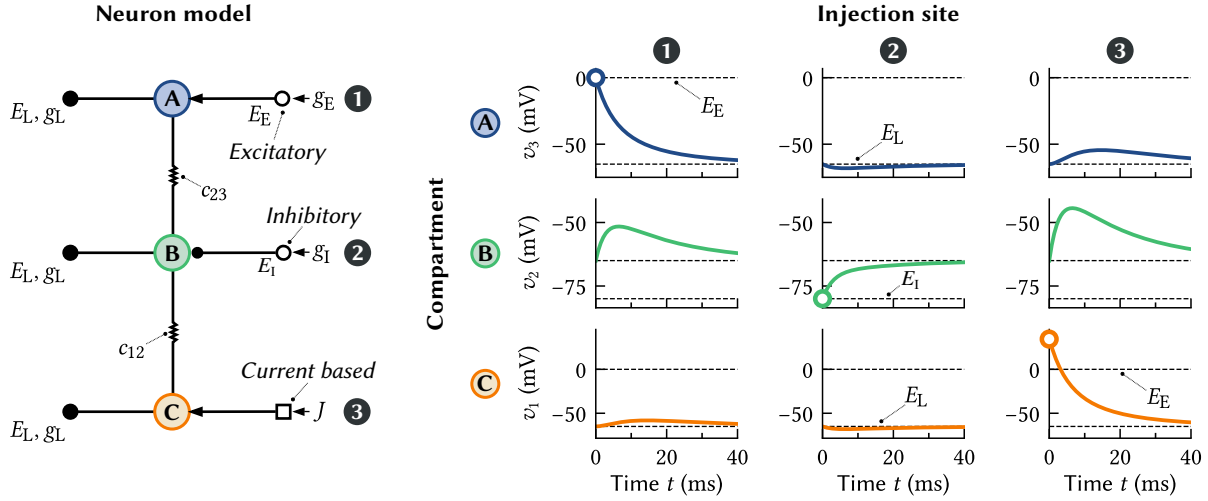 Neuron model
A
E_L, g_L
E_E
g_E
1
Excitatory
c_23
Inhibitory
B
E_L, g_L
E_I
g_I
2
c_12
Current based
C
E_L, g_L
J
3
Injection site
1
2
3
Compartment
A
v_3 (mV)
0
−50
E_E
0
−50
E_L
0
−50
B
v_2 (mV)
−50
−75
−50
−75
E_I
−50
−75
C
v_1 (mV)
0
−50
0
20
40
Time t (ms)
0
−50
E_L
0
20
40
Time t (ms)
0
−50
E_E
0
20
40
Time t (ms)